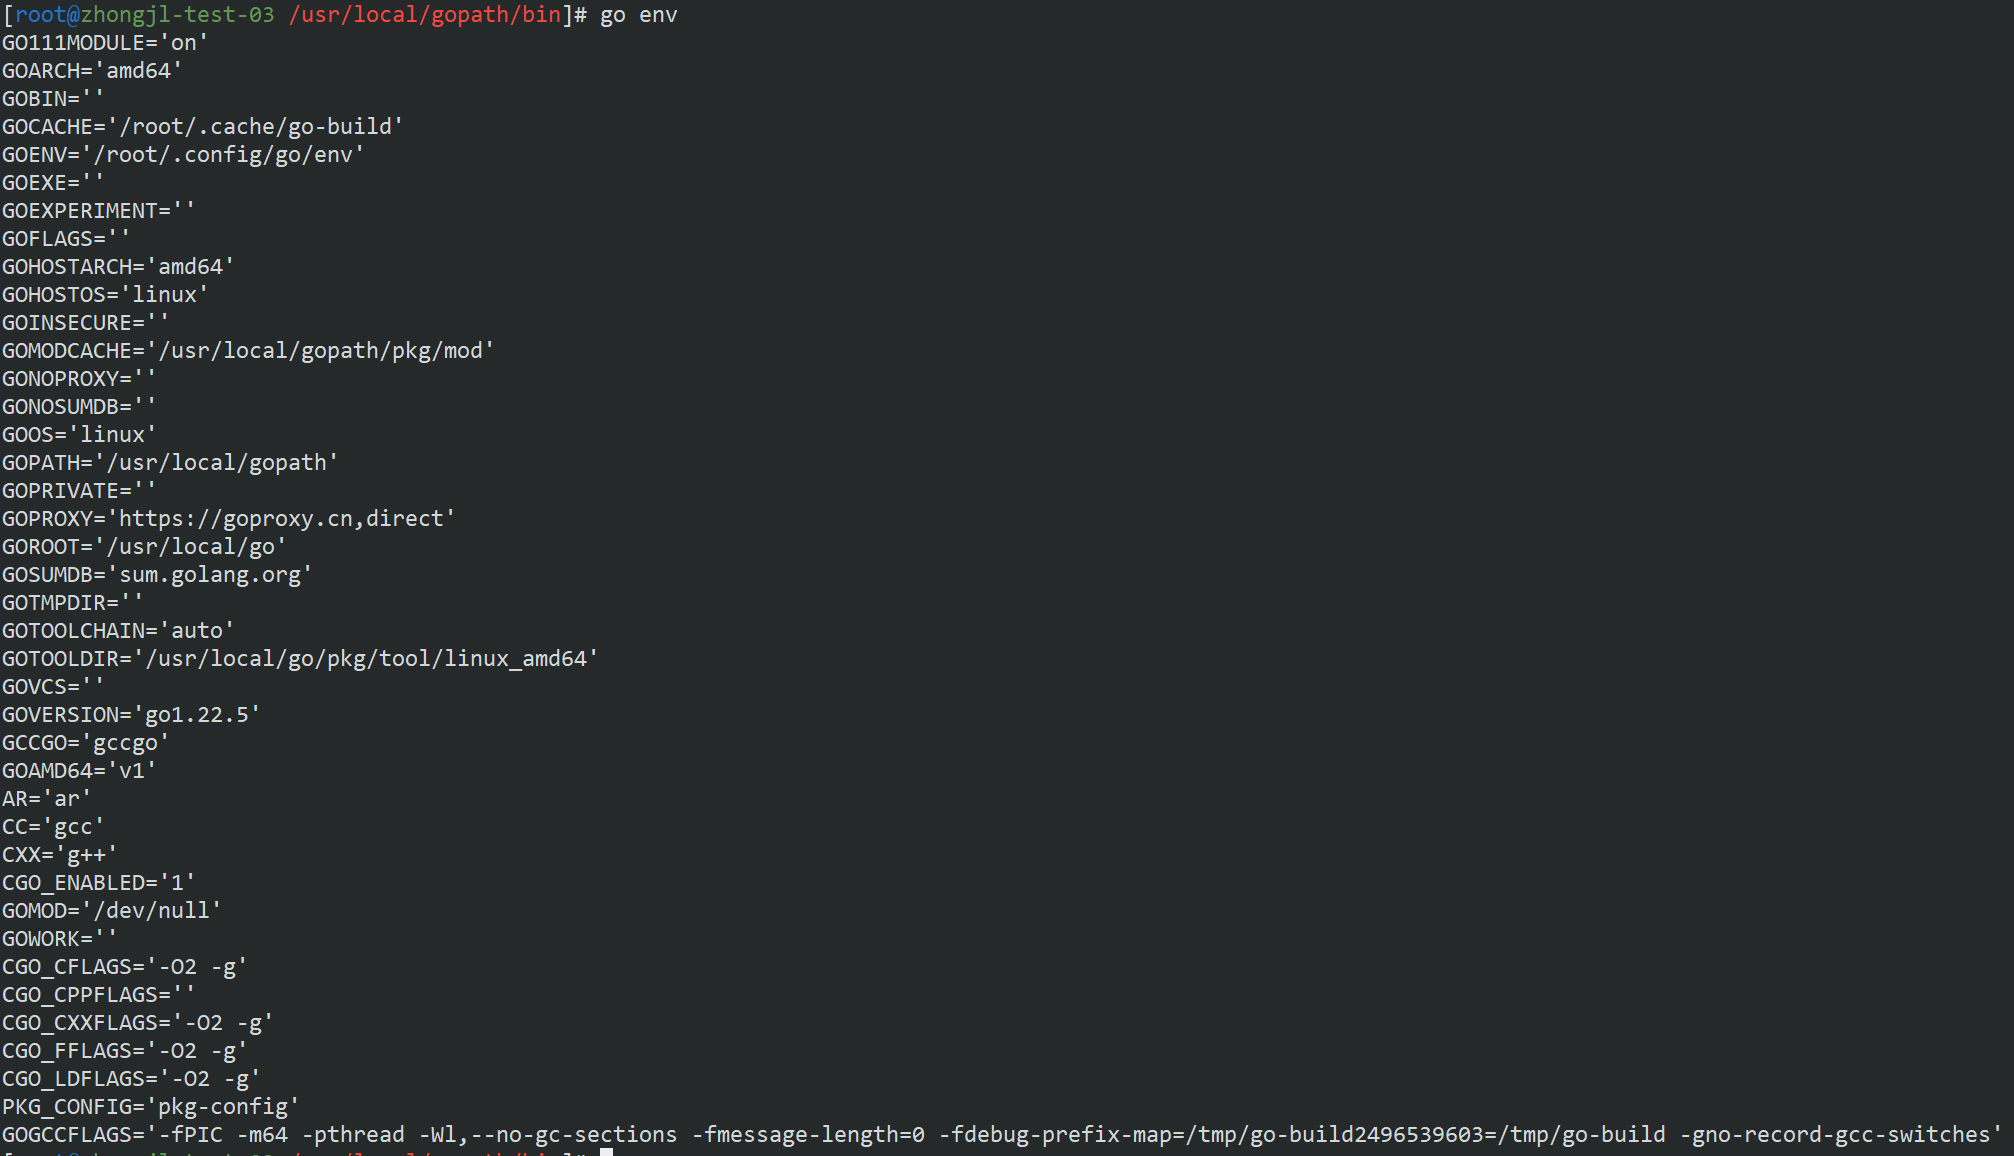 [root@zhongjl-test-03 /usr/local/gopath/bin]# go env
GO111MODULE='on'
GOARCH='amd64'
GOBIN=''
GOCACHE='/root/.cache/go-build'
GOENV='/root/.config/go/env'
GOEXE=''
GOEXPERIMENT=''
GOFLAGS=''
GOHOSTARCH='amd64'
GOHOSTOS='linux'
GOINSECURE=''
GOMODCACHE='/usr/local/gopath/pkg/mod'
GONOPROXY=''
GONOSUMDB=''
GOOS='linux'
GOPATH='/usr/local/gopath'
GOPRIVATE=''
GOPROXY='https://goproxy.cn,direct'
GOROOT='/usr/local/go'
GOSUMDB='sum.golang.org'
GOTMPDIR=''
GOTOOLCHAIN='auto'
GOTOOLDIR='/usr/local/go/pkg/tool/linux_amd64'
GOVCS=''
GOVERSION='go1.22.5'
GCCGO='gccgo'
GOAMD64='v1'
AR='ar'
CC='gcc'
CXX='g++'
CGO_ENABLED='1'
GOMOD='/dev/null'
GOWORK=''
CGO_CFLAGS='-O2 -g'
CGO_CPPFLAGS=''
CGO_CXXFLAGS='-O2 -g'
CGO_FFLAGS='-O2 -g'
CGO_LDFLAGS='-O2 -g'
PKG_CONFIG='pkg-config'
GOGCCFLAGS='-fPIC -m64 -pthread -Wl,--no-gc-sections -fmessage-length=0 -fdebug-prefix-map=/tmp/go-build2496539603=/tmp/go-build -gno-record-gcc-switches'